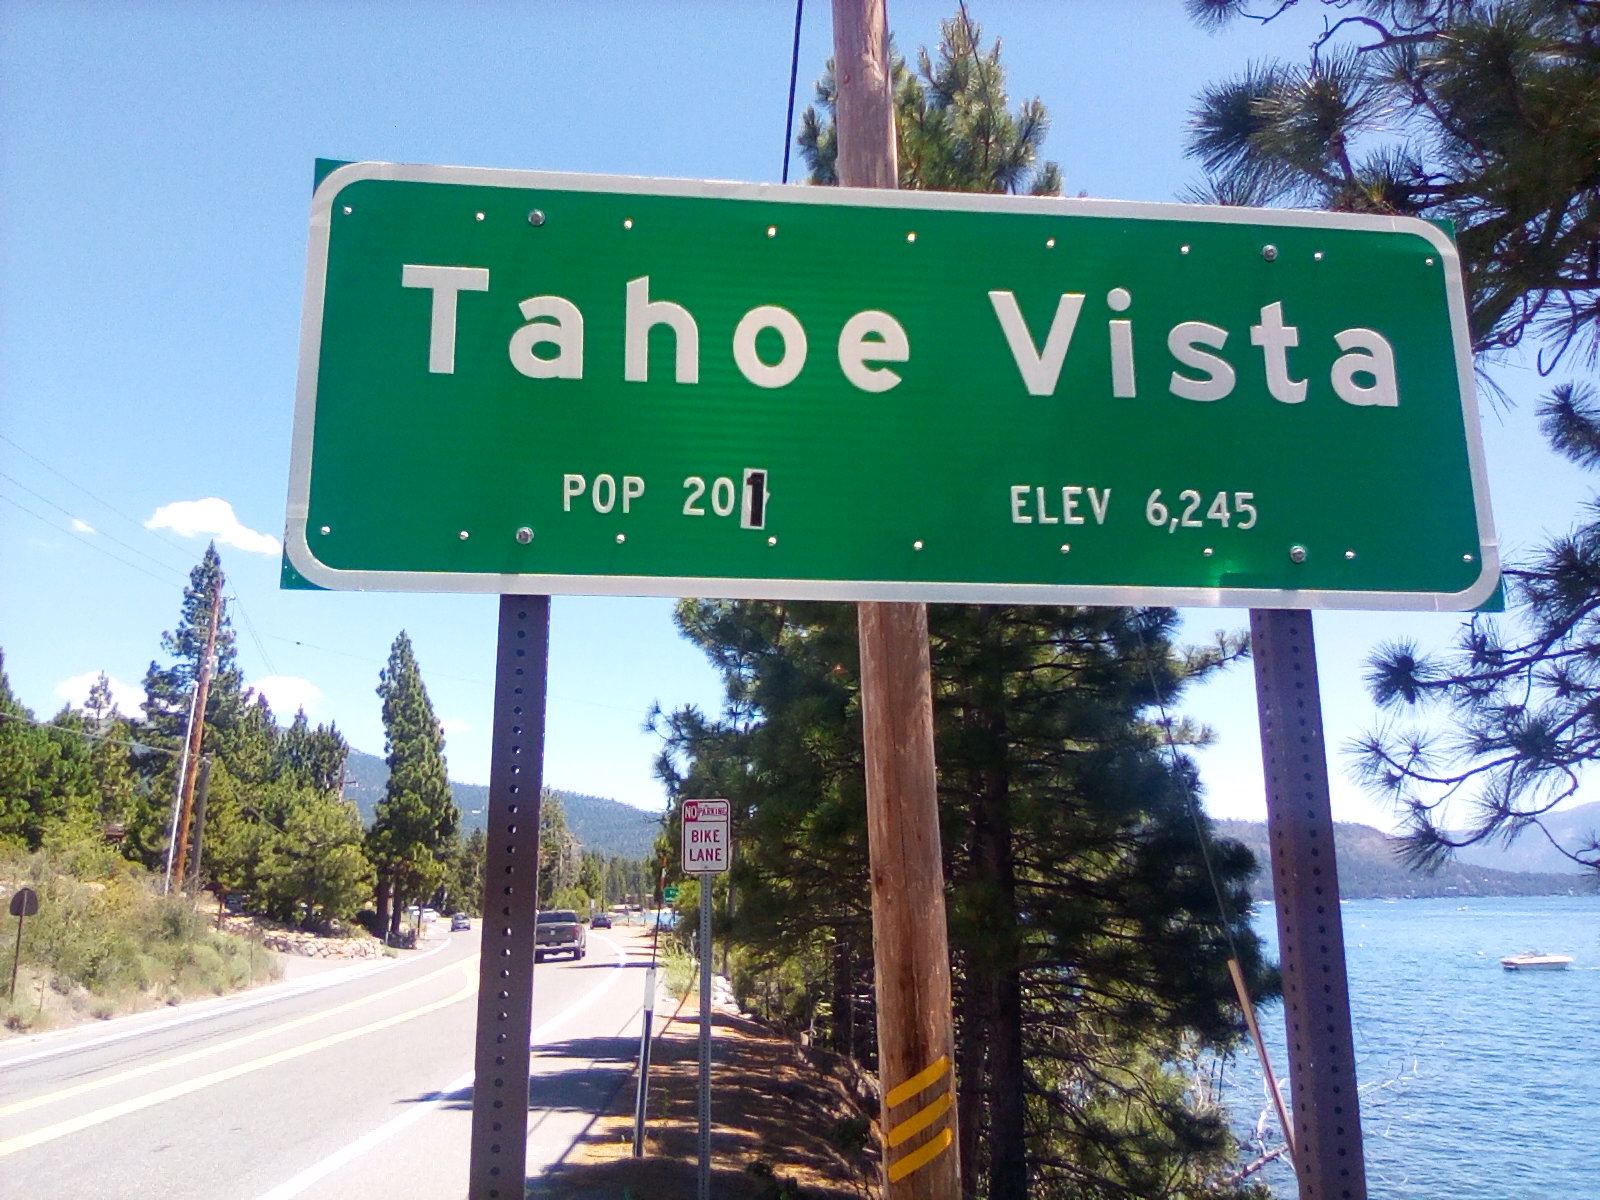 Tahoe Vista
POP 201 ELEV 6,245
NO PARKING
BIKE
LANE